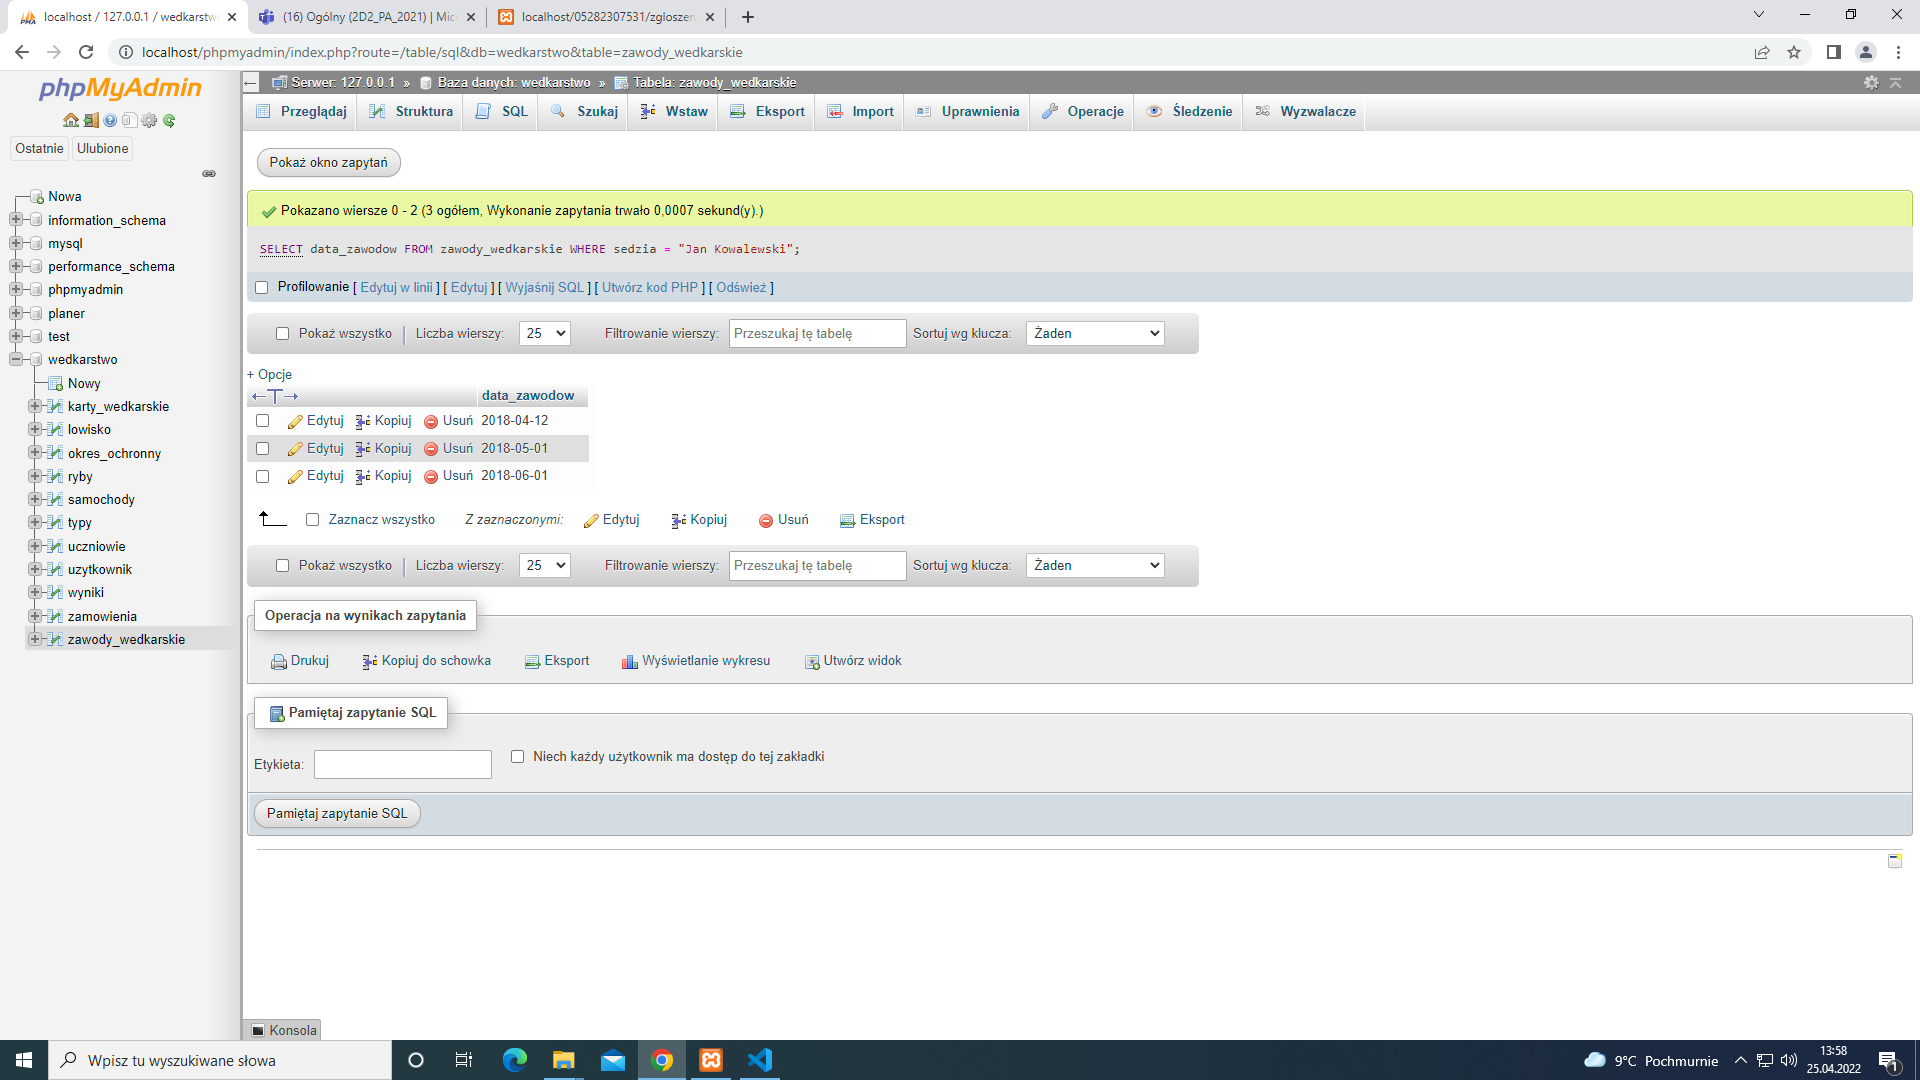 localhost / 127.0.0.1 / wedkarstw
(16) Ogólny (2D2_PA_2021) | Micr
localhost/05282307531/zgloszen
localhost/phpmyadmin/index.php?route=/table/sql&db=wedkarstwo&table=zawody_wedkarskie
phpMyAdmin
Ostatnie
Ulubione
Nowa
information_schema
mysql
performance_schema
phpmyadmin
planer
test
wedkarstwo
Nowy
karty_wedkarskie
lowisko
okres_ochronny
ryby
samochody
typy
uczniowie
uzytkownik
wyniki
zamowienia
zawody_wedkarskie
Serwer: 127.0.0.1 » Baza danych: wedkarstwo » Tabela: zawody_wedkarskie
Przeglądaj Struktura SQL Szukaj Wstaw Eksport Import Uprawnienia Operacje Śledzenie Wyzwalacze
Pokaż okno zapytań
Pokazano wiersze 0 - 2 (3 ogółem, Wykonanie zapytania trwało 0,0007 sekund(y).)
SELECT data_zawodow FROM zawody_wedkarskie WHERE sedzia = "Jan Kowalewski";
Profilowanie [ Edytuj w linii ] [ Edytuj ] [ Wyjaśnij SQL ] [ Utwórz kod PHP ] [ Odśwież ]
Pokaż wszystko Liczba wierszy: 25 Filtrowanie wierszy: Przeszukaj tę tabelę Sortuj wg klucza: Żaden
+ Opcje
←T→ data_zawodow
Edytuj Kopiuj Usuń 2018-04-12
Edytuj Kopiuj Usuń 2018-05-01
Edytuj Kopiuj Usuń 2018-06-01
Zaznacz wszystko Z zaznaczonymi: Edytuj Kopiuj Usuń Eksport
Pokaż wszystko Liczba wierszy: 25 Filtrowanie wierszy: Przeszukaj tę tabelę Sortuj wg klucza: Żaden
Operacja na wynikach zapytania
Drukuj Kopiuj do schowka Eksport Wyświetlanie wykresu Utwórz widok
Pamiętaj zapytanie SQL
Etykieta: Niech każdy użytkownik ma dostęp do tej zakładki
Pamiętaj zapytanie SQL
Konsola
Wpisz tu wyszukiwane słowa
9°C Pochmurnie
13:58
25.04.2022
1